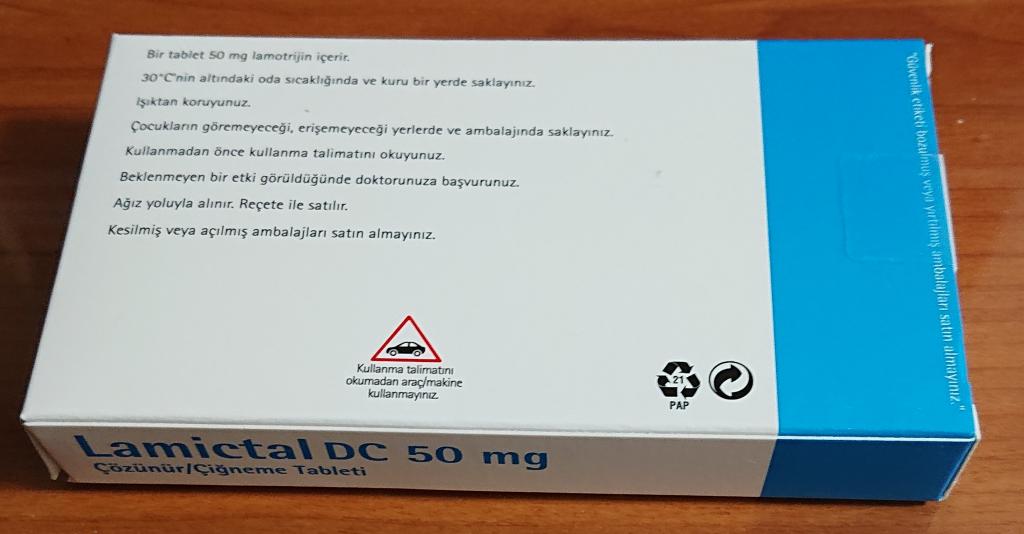 Bir tablet 50 mg lamotrijin içerir.
30°C'nin altındaki oda sıcaklığında ve kuru bir yerde saklayınız.
Işıktan koruyunuz.
Çocukların göremeyeceği, erişemeyeceği yerlerde ve ambalajında saklayınız.
Kullanmadan önce kullanma talimatını okuyunuz.
Beklenmeyen bir etki görüldüğünde doktorunuza başvurunuz.
Ağız yoluyla alınır. Reçete ile satılır.
Kesilmiş veya açılmış ambalajları satın almayınız.
Kullanma talimatını
okumadan araç/makine
kullanmayınız.
21
PAP
"Güvenlik etiketi bozulmuş veya yırtılmış ambalajları satın almayınız."
Lamictal DC 50 mg
Çözünür/Çiğneme Tableti